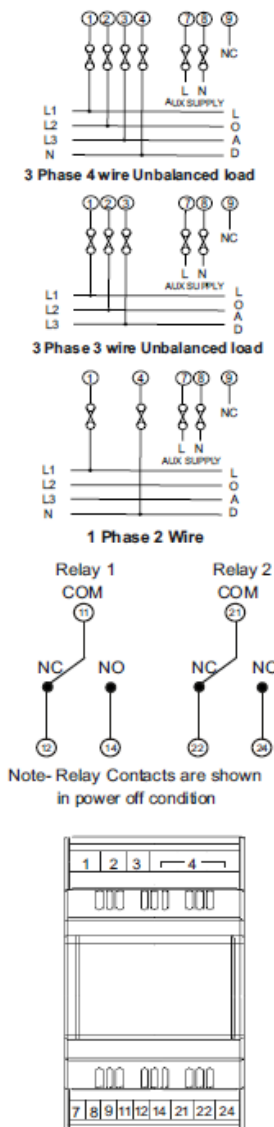 1 2 3 4 7 8 9
NC
L N
AUX SUPPLY
L1 L
L2 O
L3 A
N D
3 Phase 4 wire Unbalanced load
1 2 3 7 8 9
NC
L N
AUX SUPPLY
L1 L
L2 O
L3 A
D
3 Phase 3 wire Unbalanced load
1 4 7 8 9
NC
L N
AUX SUPPLY
L1 L
L2 O
L3 A
N D
1 Phase 2 Wire
Relay 1 Relay 2
COM COM
11 21
NC NO NC NC
12 14 22 24
Note- Relay Contacts are shown
in power off condition
1 2 3 4
7 8 9 11 12 14 21 22 24